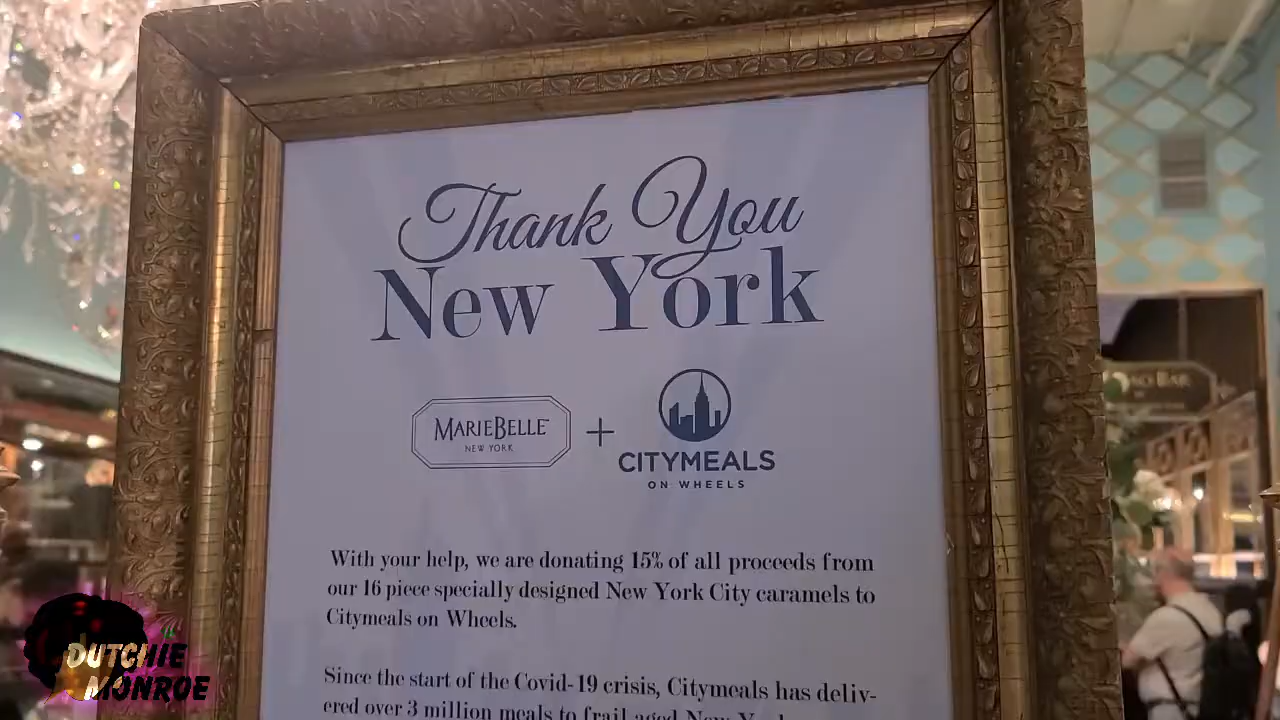 Thank You
New York
MARIEBELLE
NEW YORK
+
CITYMEALS
ON WHEELS
With your help, we are donating 15% of all proceeds from
our 16 piece specially designed New York City caramels to
Citymeals on Wheels.
Since the start of the Covid-19 crisis, Citymeals has deliv-
ered over 3 million meals to frail aged New
DUTCHIE
MONROE